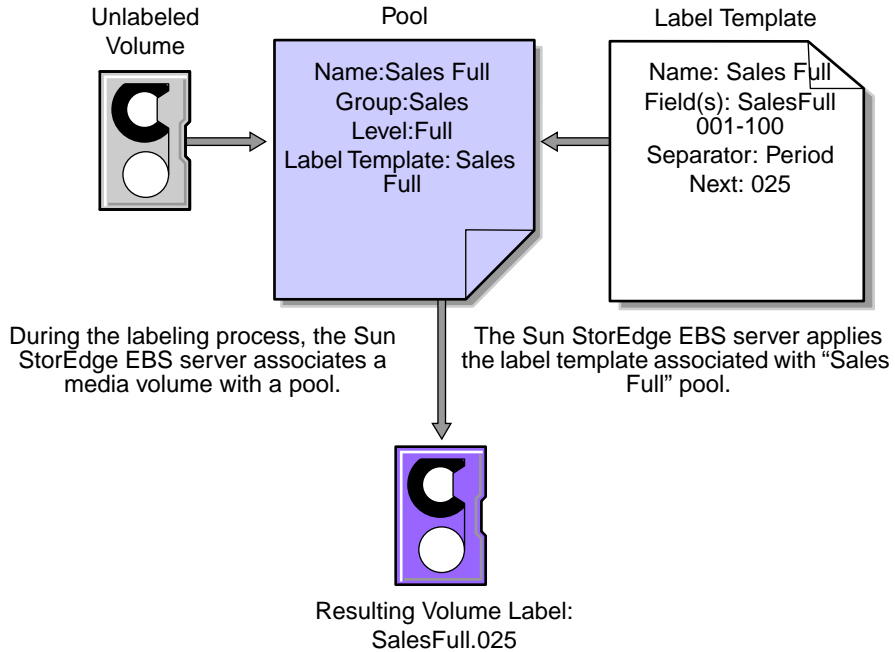 Unlabeled
Volume
Pool
Label Template
Name:Sales Full
Group:Sales
Level:Full
Label Template: Sales
Full
Name: Sales Full
Field(s): SalesFull
001-100
Separator: Period
Next: 025
During the labeling process, the Sun
StorEdge EBS server associates a
media volume with a pool.
The Sun StorEdge EBS server applies
the label template associated with “Sales
Full” pool.
Resulting Volume Label:
SalesFull.025